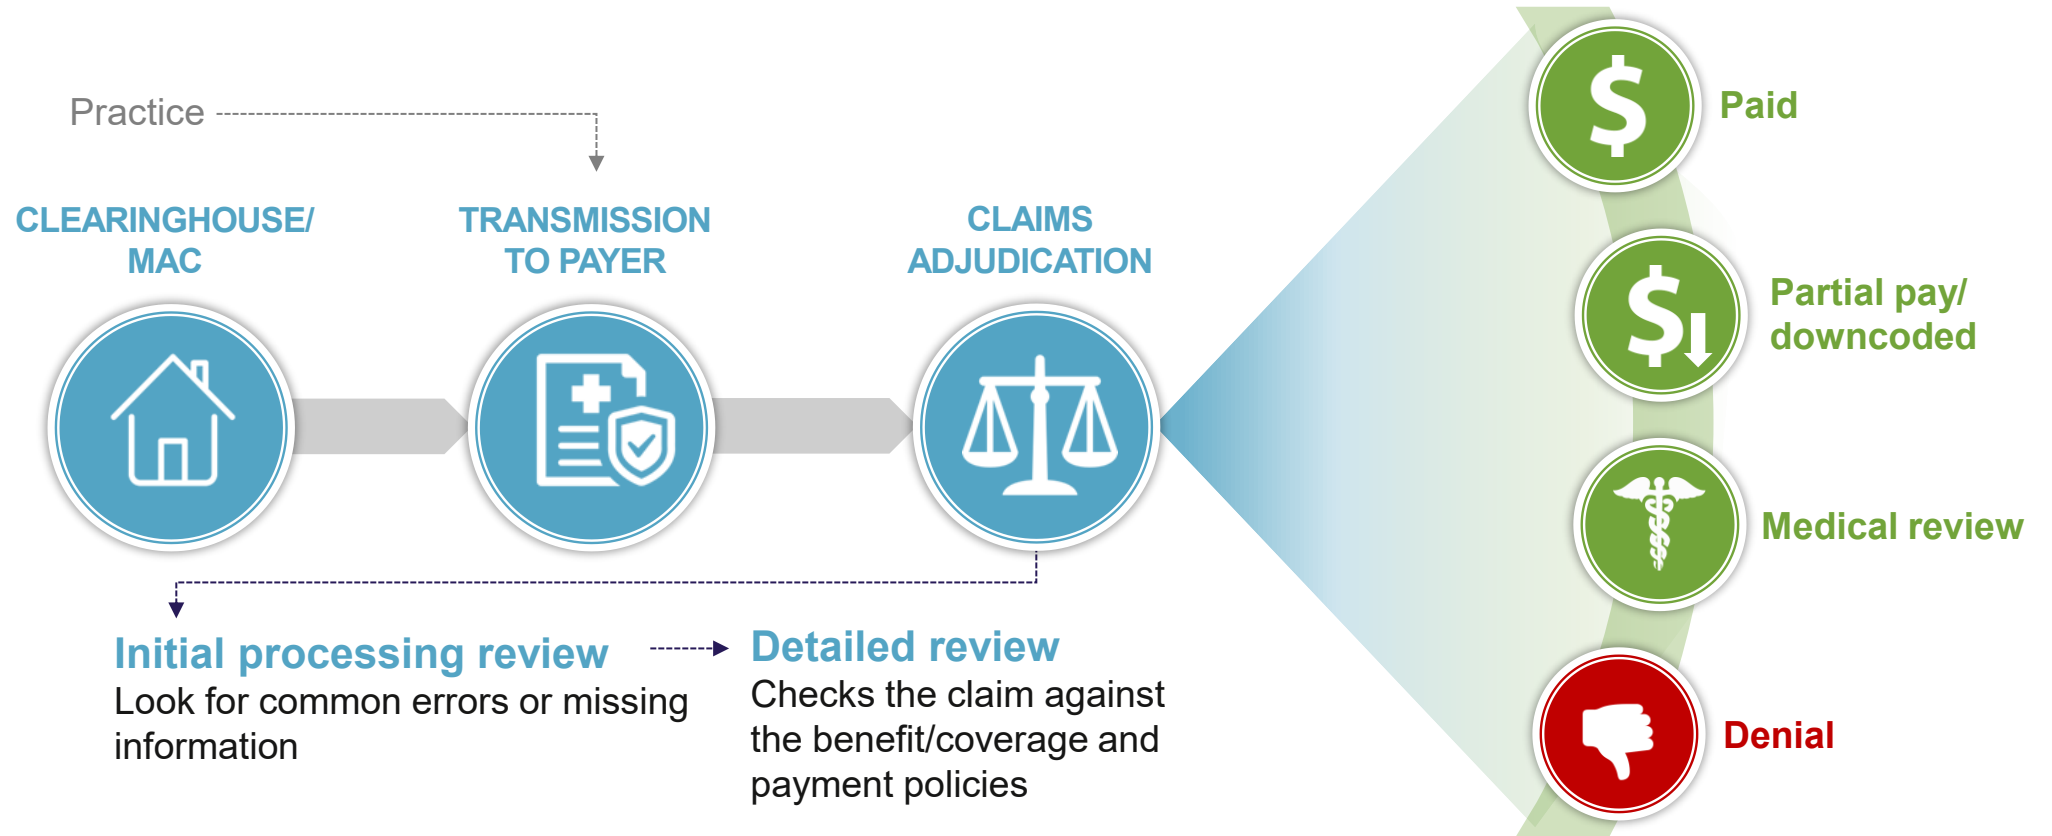 Practice
CLEARINGHOUSE/
MAC
TRANSMISSION
TO PAYER
CLAIMS
ADJUDICATION
Initial processing review
Look for common errors or missing
information
Detailed review
Checks the claim against
the benefit/coverage and
payment policies
$
Paid
$
Partial pay/
downcoded
Medical review
Denial